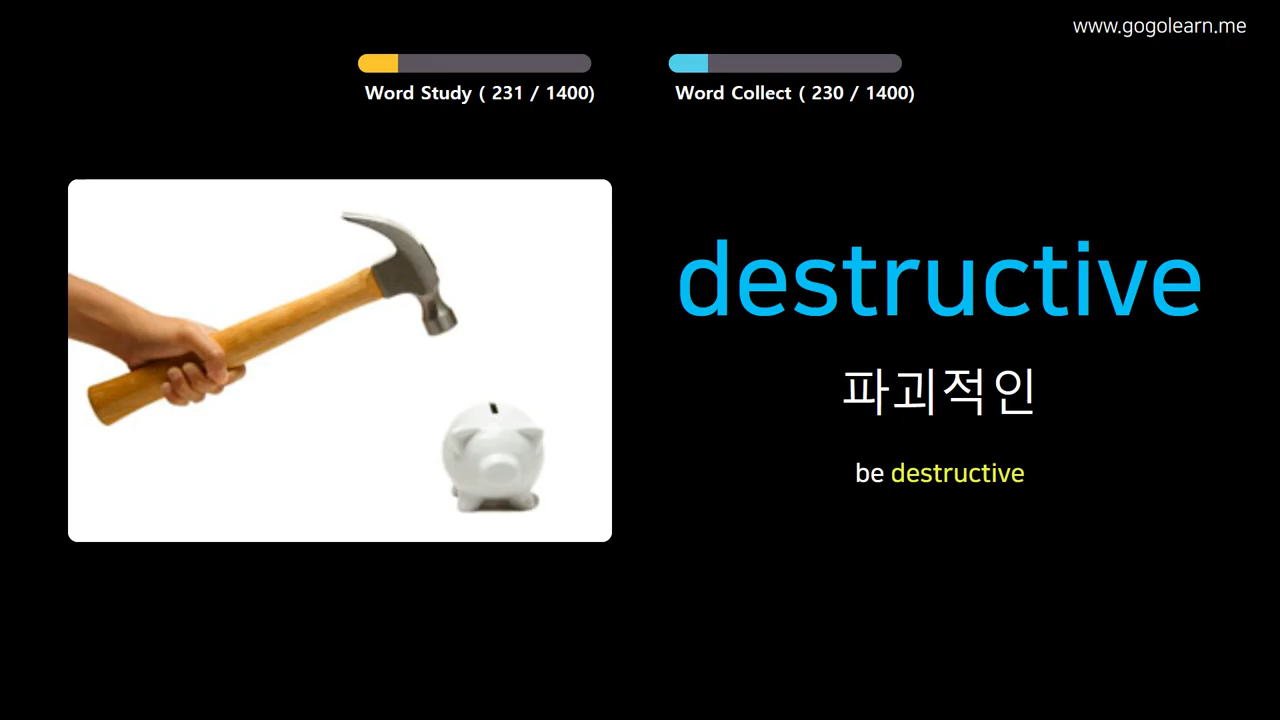 www.gogolearn.me
Word Study ( 231 / 1400)
Word Collect ( 230 / 1400)
destructive
파괴적인
be destructive